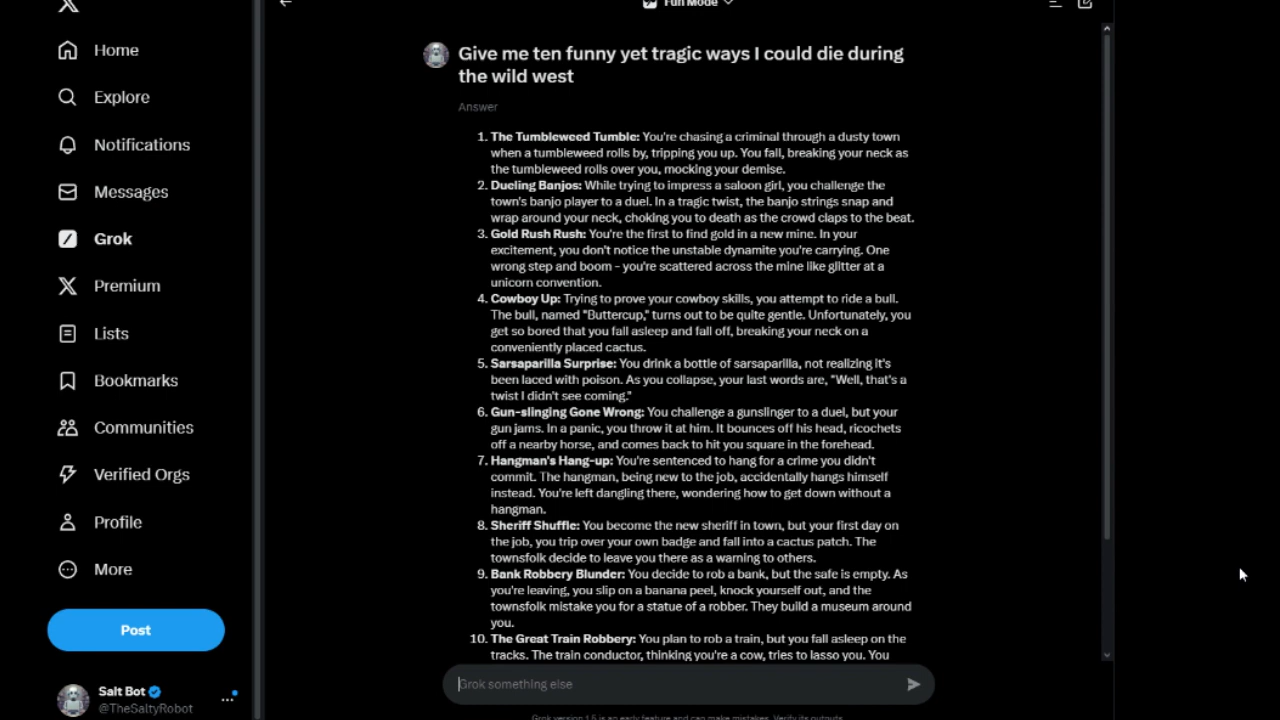 Fun Mode
Home
Explore
Notifications
Messages
Grok
Premium
Lists
Bookmarks
Communities
Verified Orgs
Profile
More
Post
Salt Bot
@TheSaltyRobot
Give me ten funny yet tragic ways I could die during
the wild west
Answer
1. The Tumbleweed Tumble: You're chasing a criminal through a dusty town
when a tumbleweed rolls by, tripping you up. You fall, breaking your neck as
the tumbleweed rolls over you, mocking your demise.
2. Dueling Banjos: While trying to impress a saloon girl, you challenge the
town's banjo player to a duel. In a tragic twist, the banjo strings snap and
wrap around your neck, choking you to death as the crowd claps to the beat.
3. Gold Rush Rush: You're the first to find gold in a new mine. In your
excitement, you don't notice the unstable dynamite you're carrying. One
wrong step and boom - you're scattered across the mine like glitter at a
unicorn convention.
4. Cowboy Up: Trying to prove your cowboy skills, you attempt to ride a bull.
The bull, named "Buttercup," turns out to be quite gentle. Unfortunately, you
get so bored that you fall asleep and fall off, breaking your neck on a
conveniently placed cactus.
5. Sarsaparilla Surprise: You drink a bottle of sarsaparilla, not realizing it's
been laced with poison. As you collapse, your last words are, "Well, that's a
twist I didn't see coming."
6. Gun-slinging Gone Wrong: You challenge a gunslinger to a duel, but your
gun jams. In a panic, you throw it at him. It bounces off his head, ricochets
off a nearby horse, and comes back to hit you square in the forehead.
7. Hangman's Hang-up: You're sentenced to hang for a crime you didn't
commit. The hangman, being new to the job, accidentally hangs himself
instead. You're left dangling there, wondering how to get down without a
hangman.
8. Sheriff Shuffle: You become the new sheriff in town, but your first day on
the job, you trip over your own badge and fall into a cactus patch. The
townsfolk decide to leave you there as a warning to others.
9. Bank Robbery Blunder: You decide to rob a bank, but the safe is empty. As
you're leaving, you slip on a banana peel, knock yourself out, and the
townsfolk mistake you for a statue of a robber. They build a museum around
you.
10. The Great Train Robbery: You plan to rob a train, but you fall asleep on the
tracks. The train conductor, thinking you're a cow, tries to lasso you. You
Grok something else
Grok version 1.5 is an early feature and can make mistakes. Verify its outputs.